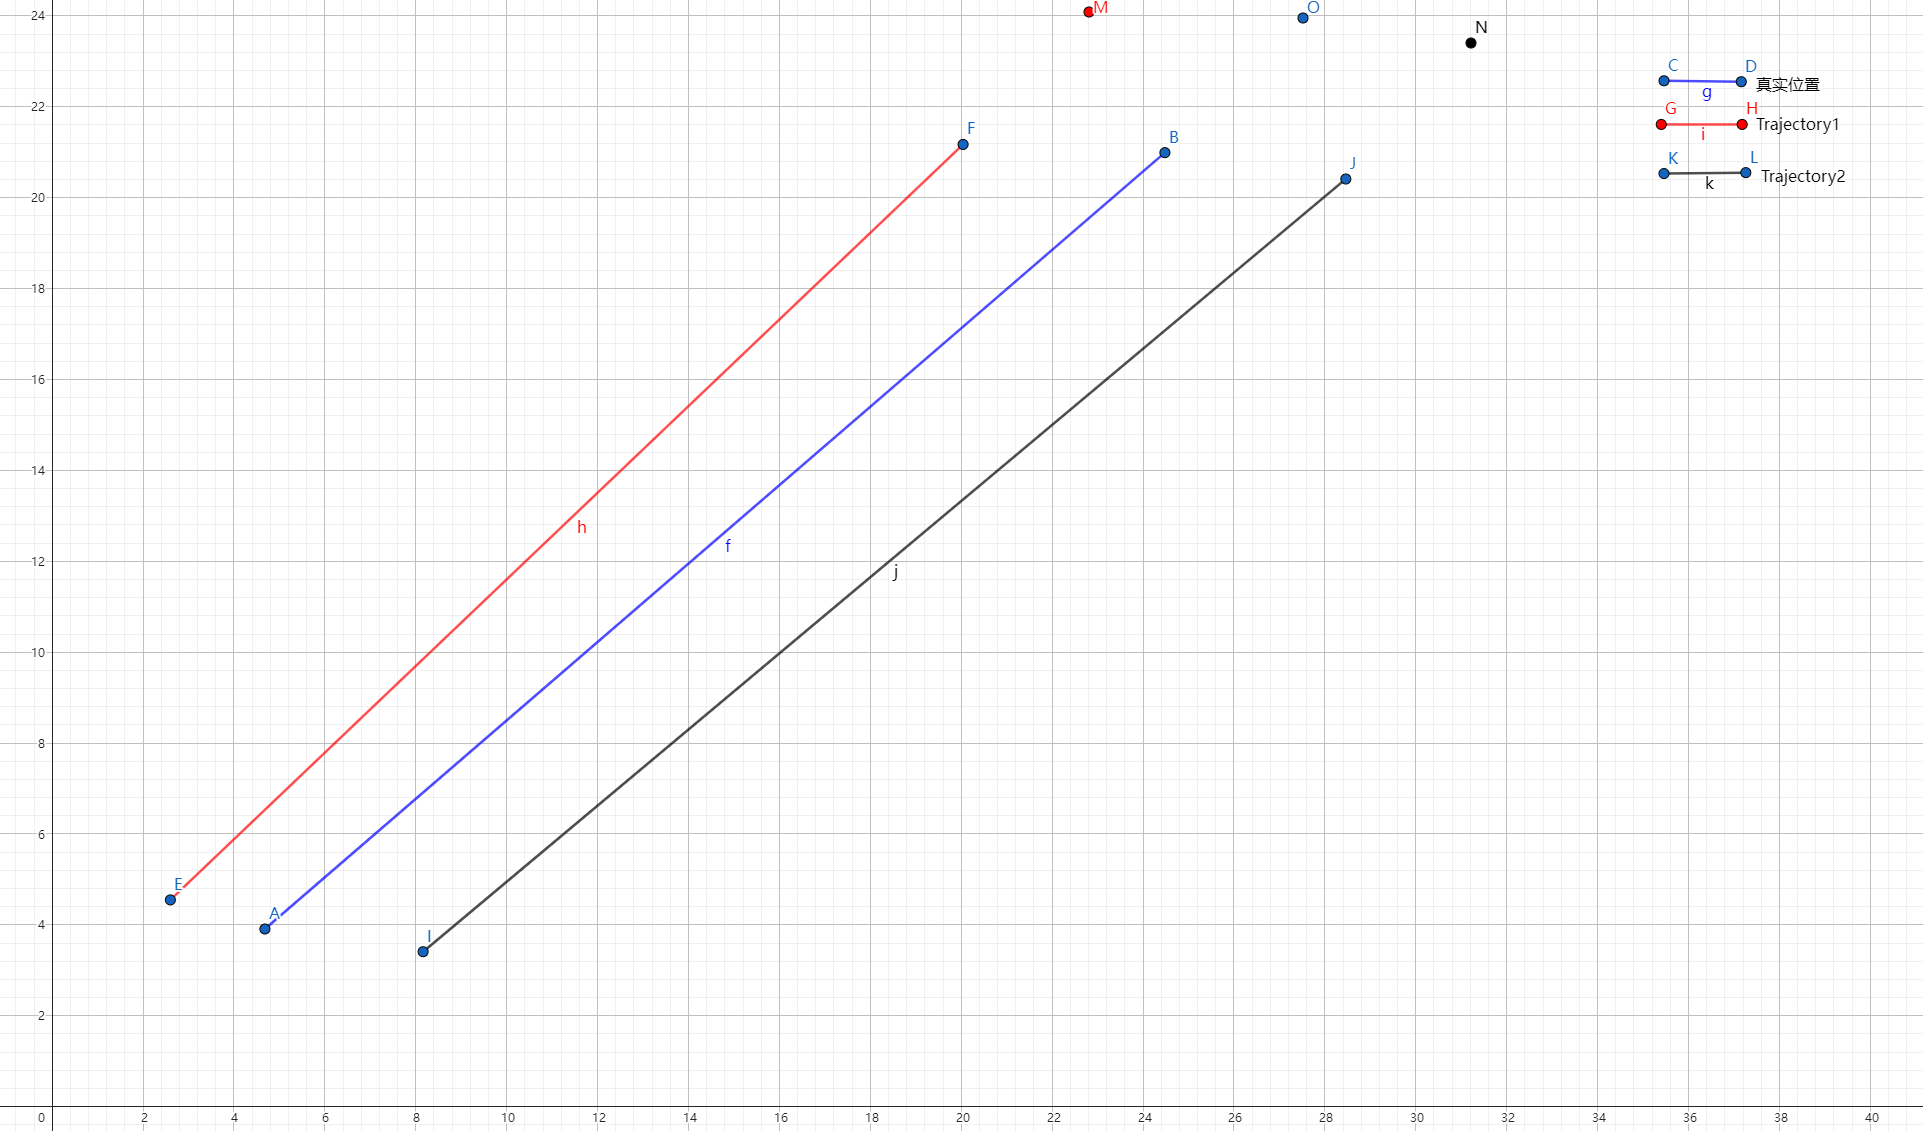 24
M
O
N
C
D
g
真实位置
22
G
H
i
Trajectory1
F
B
J
K
L
k
Trajectory2
20
18
16
14
h
f
12
j
10
8
6
E
A
I
4
2
0 2 4 6 8 10 12 14 16 18 20 22 24 26 28 30 32 34 36 38 40